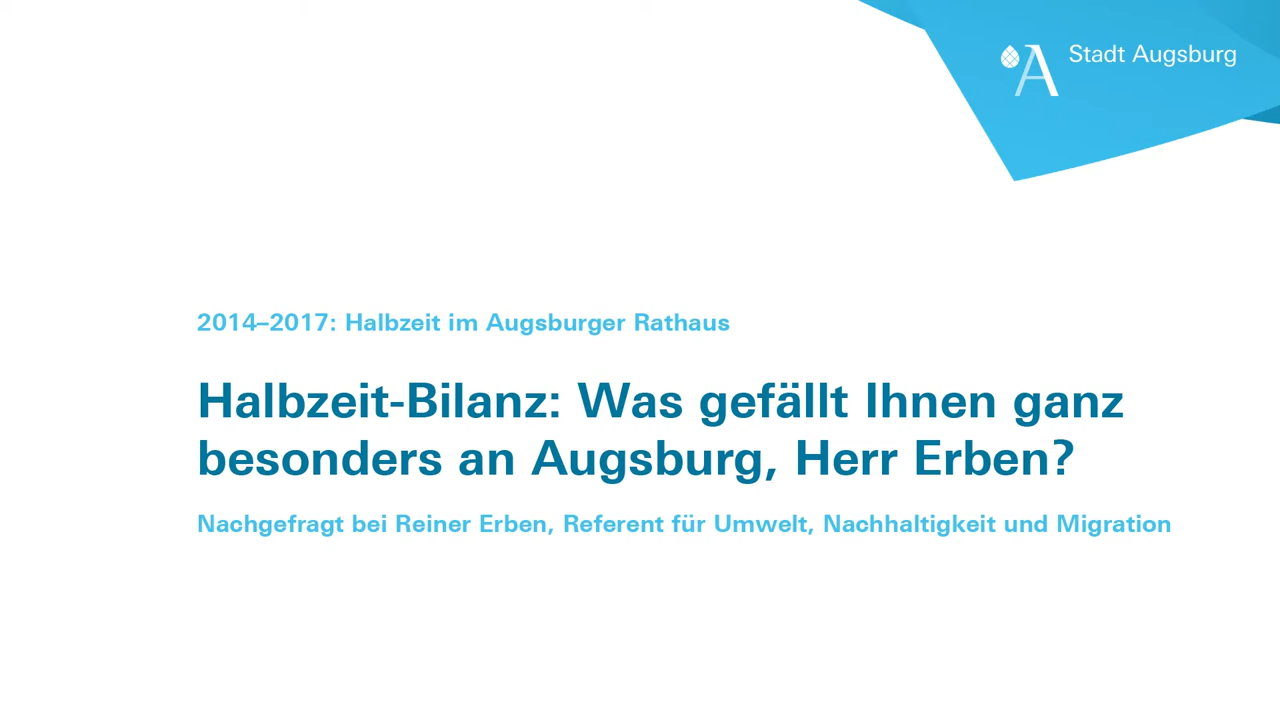 Stadt Augsburg
2014–2017: Halbzeit im Augsburger Rathaus
Halbzeit-Bilanz: Was gefällt Ihnen ganz
besonders an Augsburg, Herr Erben?
Nachgefragt bei Reiner Erben, Referent für Umwelt, Nachhaltigkeit und Migration